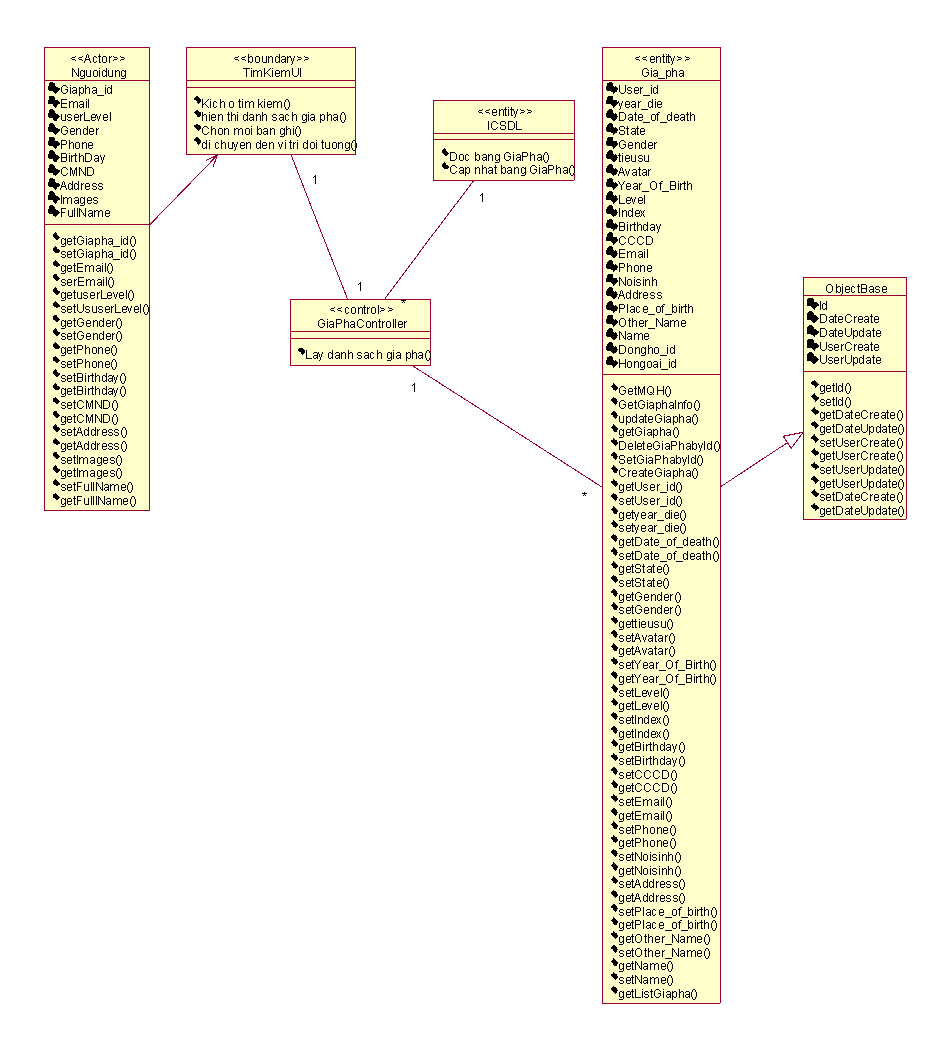 <<Actor>>
Nguoidung
Giapha_id
Email
userLevel
Gender
Phone
BirthDay
CMND
Address
Images
FullName
getGiapha_id()
setGiapha_id()
getEmail()
serEmail()
getuserLevel()
setUsuserLevel()
getGender()
setGender()
getPhone()
setPhone()
setBirthday()
getBirthday()
setCMND()
getCMND()
setAddress()
getAddress()
setImages()
getImages()
setFullName()
getFulllName()
<<boundary>>
TimKiemUI
Kich o tim kiem()
hien thi danh sach gia pha()
Chon moi ban ghi()
di chuyen den vi tri doi tuong()
<<entity>>
ICSDL
Doc bang GiaPha()
Cap nhat bang GiaPha()
1
1
1
*
<<control>>
GiaPhaController
Lay danh sach gia pha()
1
*
<<entity>>
Gia_pha
User_id
year_die
Date_of_death
State
Gender
tieusu
Avatar
Year_Of_Birth
Level
Index
Birthday
CCCD
Email
Phone
Noisinh
Address
Place_of_birth
Other_Name
Name
Dongho_id
Hongoai_id
GetMQH()
GetGiaphaInfo()
updateGiapha()
getGiapha()
DeleteGiaPhabyId()
SetGiaPhabyId()
CreateGiapha()
getUser_id()
setUser_id()
getyear_die()
setyear_die()
getDate_of_death()
setDate_of_death()
getState()
setState()
getGender()
setGender()
gettieusu()
setAvatar()
getAvatar()
setYear_Of_Birth()
getYear_Of_Birth()
setLevel()
getLevel()
setIndex()
getIndex()
getBirthday()
setBirthday()
setCCCD()
getCCCD()
setEmail()
getEmail()
setPhone()
getPhone()
setNoisinh()
getNoisinh()
setAddress()
getAddress()
setPlace_of_birth()
getPlace_of_birth()
getOther_Name()
setOther_Name()
getName()
setName()
getListGiapha()
ObjectBase
Id
DateCreate
DateUpdate
UserCreate
UserUpdate
getId()
setId()
getDateCreate()
getDateUpdate()
setUserCreate()
getUserCreate()
setUserUpdate()
getUserUpdate()
setDateCreate()
getDateUpdate()